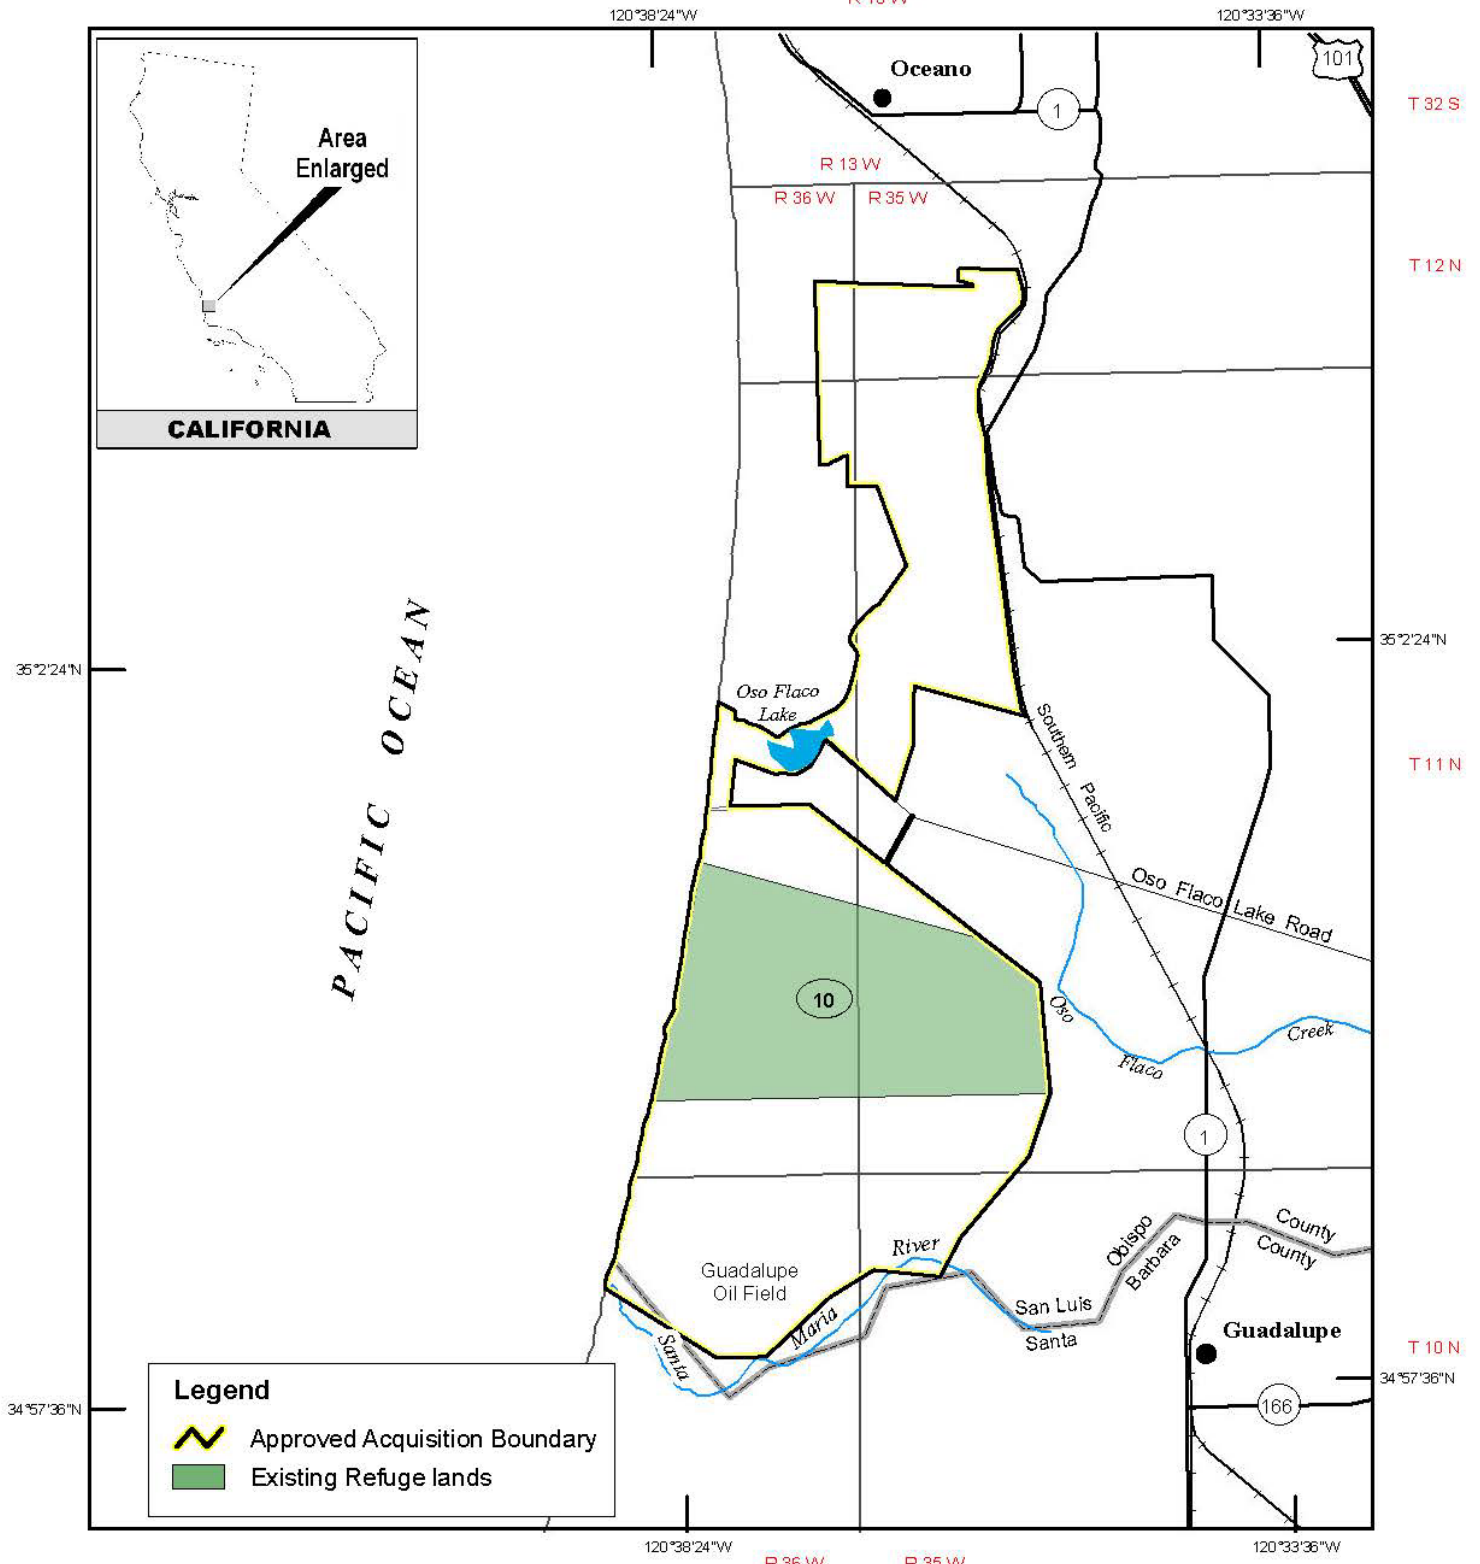 R 13 W
120°38'24"W
120°33'36"W
Oceano
101
1
T 32 S
Area
Enlarged
R 13 W
R 36 W
R 35 W
T 12 N
CALIFORNIA
PACIFIC OCEAN
35°2'24"N
35°2'24"N
Oso Flaco
Lake
Southern Pacific
T 11 N
Oso Flaco Lake Road
10
Oso Flaco Creek
1
River
Obispo
Barbara
County
County
Guadalupe
Oil Field
San Luis
Santa
Maria
Santa
Guadalupe
T 10 N
34°57'36"N
34°57'36"N
166
Legend
Approved Acquisition Boundary
Existing Refuge lands
120°38'24"W
120°33'36"W
R 36 W
R 35 W